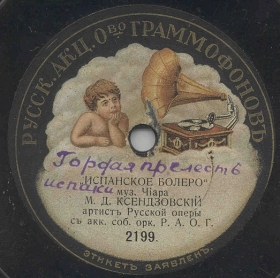 РУССК. АКЦ. О-во ГРАММОФОНОВЪ
Гордая прелесть
испанки
ИСПАНСКОЕ БОЛЕРО"
муз. Чіара
М. Д. КСЕНДЗОВСКІЙ
артистъ Русской оперы
съ акк. соб. орк. Р. А. О. Г.
2199.
ЭТИКЕТЪ ЗАЯВЛЕНЪ.